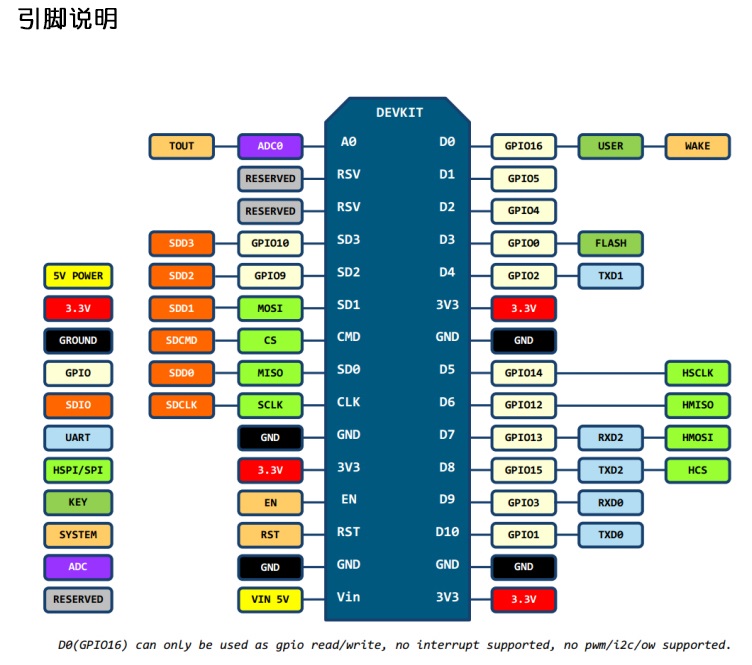 引脚说明
DEVKIT
TOUT ADC0 A0 D0 GPIO16 USER WAKE
RESERVED RSV D1 GPIO5
RESERVED RSV D2 GPIO4
SDD3 GPIO10 SD3 D3 GPIO0 FLASH
5V POWER SDD2 GPIO9 SD2 D4 GPIO2 TXD1
3.3V SDD1 MOSI SD1 3V3 3.3V
GROUND SDCMD CS CMD GND GND
GPIO SDD0 MISO SD0 D5 GPIO14 HSCLK
SDIO SDCLK SCLK CLK D6 GPIO12 HMISO
UART GND GND D7 GPIO13 RXD2 HMOSI
HSPI/SPI 3.3V 3V3 D8 GPIO15 TXD2 HCS
KEY EN EN D9 GPIO3 RXD0
SYSTEM RST RST D10 GPIO1 TXD0
ADC GND GND GND GND
RESERVED VIN 5V Vin 3V3 3.3V
D0(GPIO16) can only be used as gpio read/write, no interrupt supported, no pwm/i2c/ow supported.